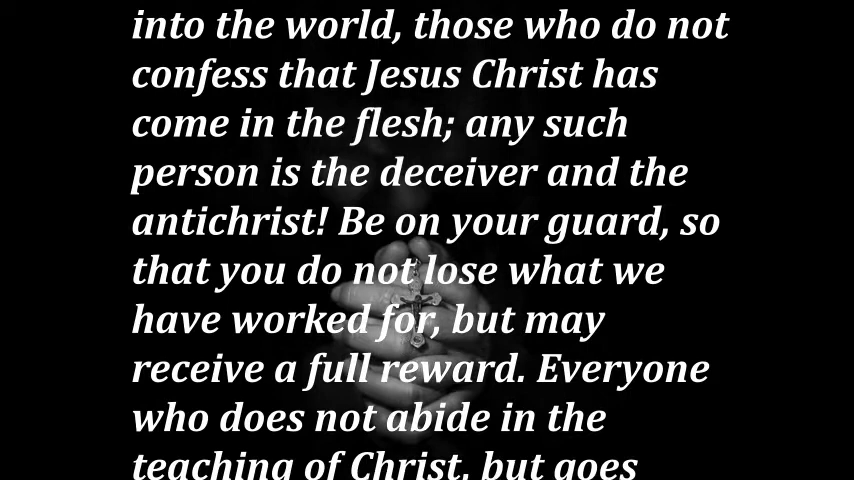 into the world, those who do not
confess that Jesus Christ has
come in the flesh; any such
person is the deceiver and the
antichrist! Be on your guard, so
that you do not lose what we
have worked for, but may
receive a full reward. Everyone
who does not abide in the
teaching of Christ, but goes